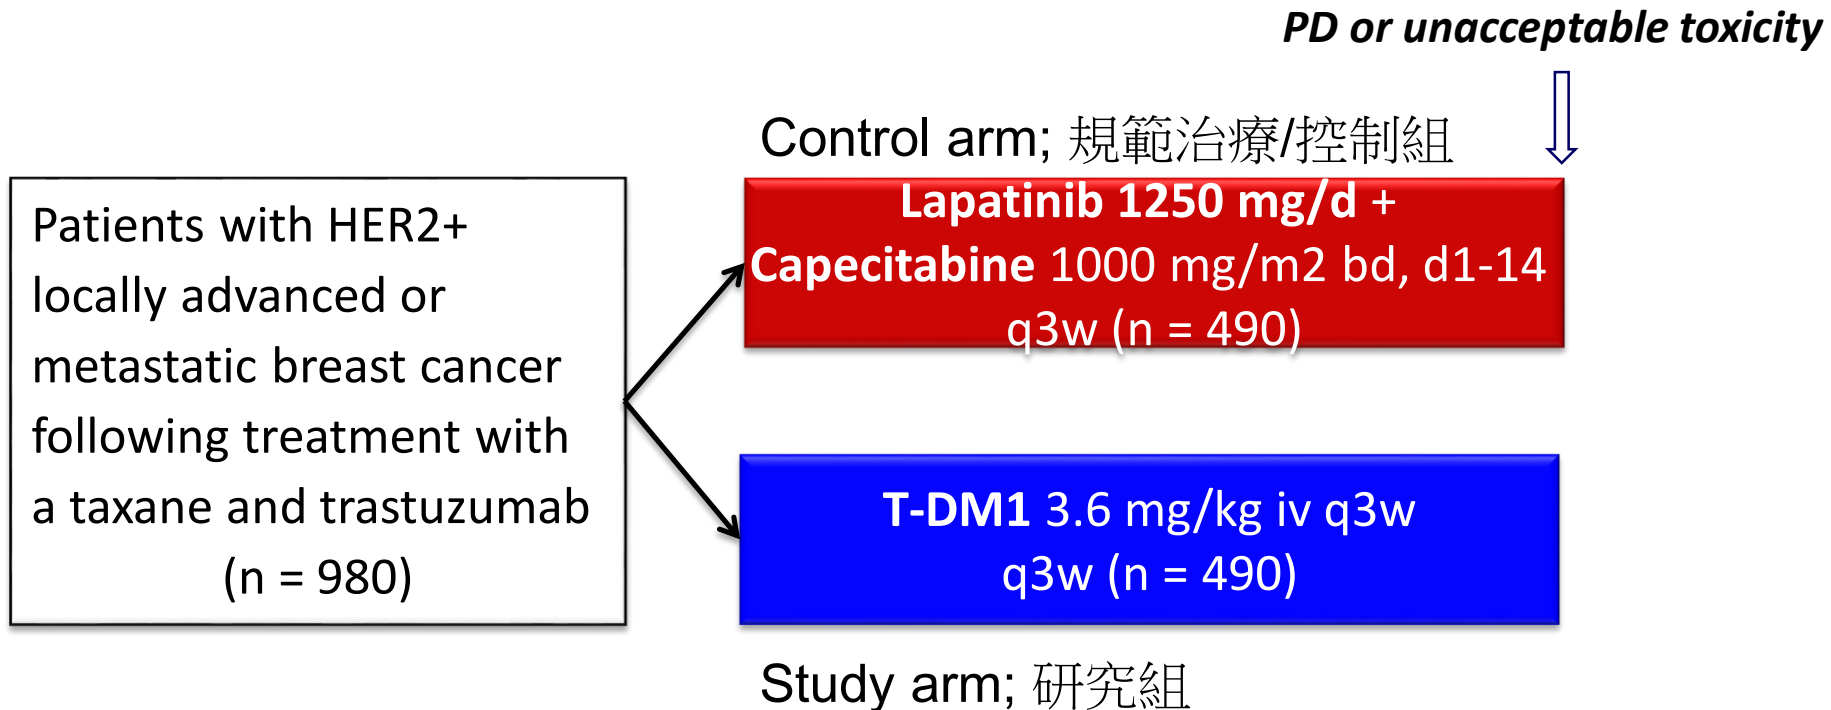 PD or unacceptable toxicity
Control arm; 規範治療/控制組
Patients with HER2+
locally advanced or
metastatic breast cancer
following treatment with
a taxane and trastuzumab
(n = 980)
Lapatinib 1250 mg/d +
Capecitabine 1000 mg/m2 bd, d1-14
q3w (n = 490)
T-DM1 3.6 mg/kg iv q3w
q3w (n = 490)
Study arm; 研究組